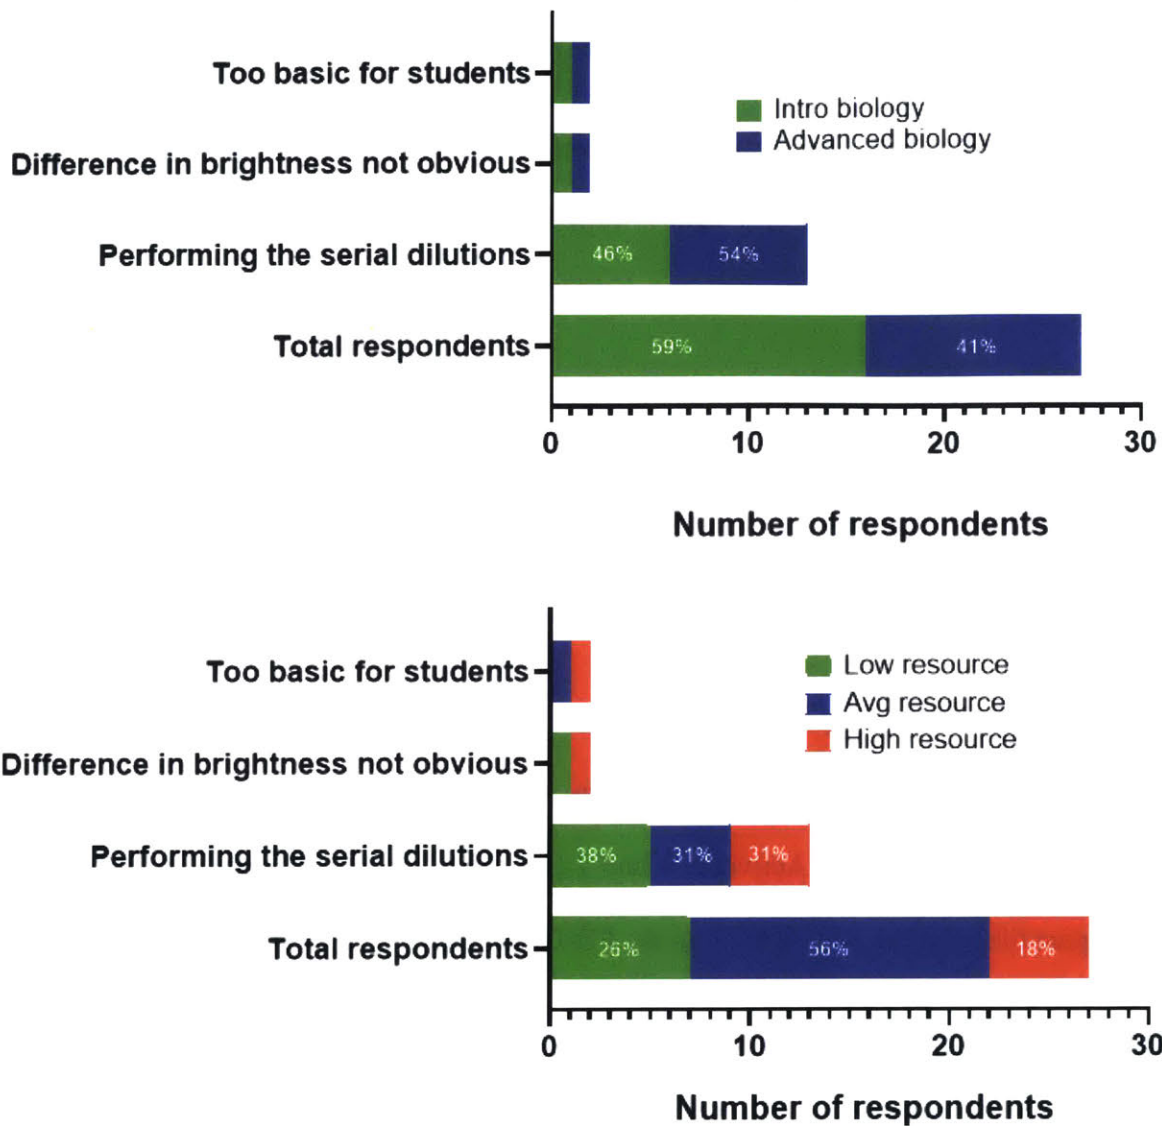 Too basic for students
Intro biology
Advanced biology
Difference in brightness not obvious
Performing the serial dilutions
46%
54%
Total respondents
59%
41%
0
10
20
30
Number of respondents
Too basic for students
Low resource
Avg resource
High resource
Difference in brightness not obvious
Performing the serial dilutions
38%
31%
31%
Total respondents
26%
56%
18%
0
10
20
30
Number of respondents